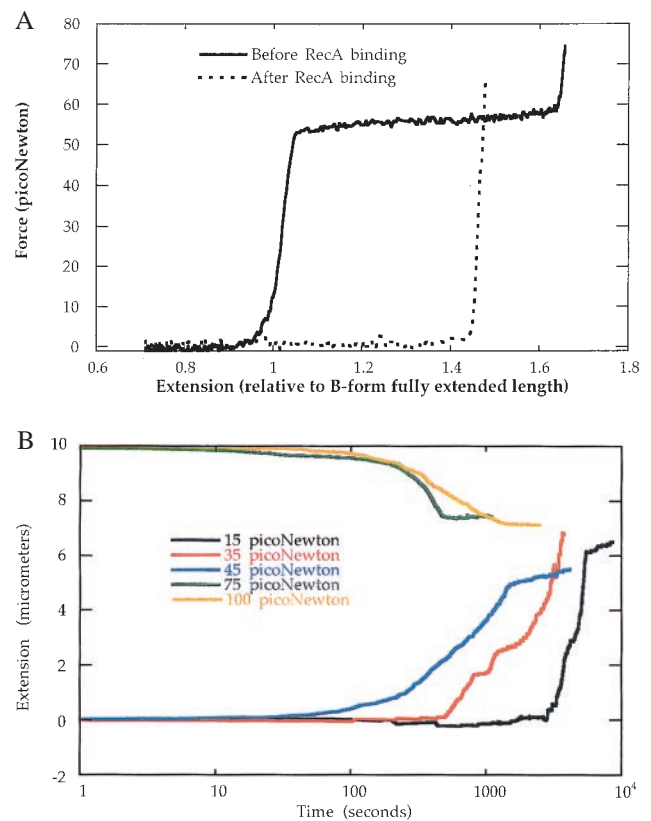 A
80
70
60
50
40
30
20
10
0
Force (picoNewton)
Before RecA binding
After RecA binding
0.6 0.8 1 1.2 1.4 1.6 1.8
Extension (relative to B-form fully extended length)
B
10
8
6
4
2
0
-2
Extension (micrometers)
15 picoNewton
35 picoNewton
45 picoNewton
75 picoNewton
100 picoNewton
1 10 100 1000 10⁴
Time (seconds)